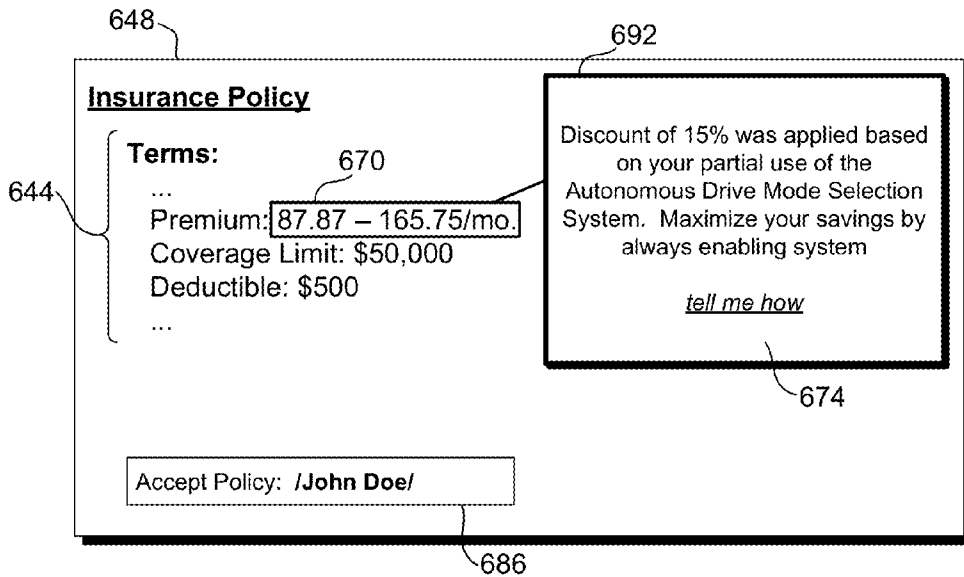 648
692
Insurance Policy
Discount of 15% was applied based
on your partial use of the
Autonomous Drive Mode Selection
System. Maximize your savings by
always enabling system
tell me how
674
Terms:
670
644
...
Premium: 87.87 – 165.75/mo.
Coverage Limit: $50,000
Deductible: $500
...
Accept Policy: /John Doe/
686